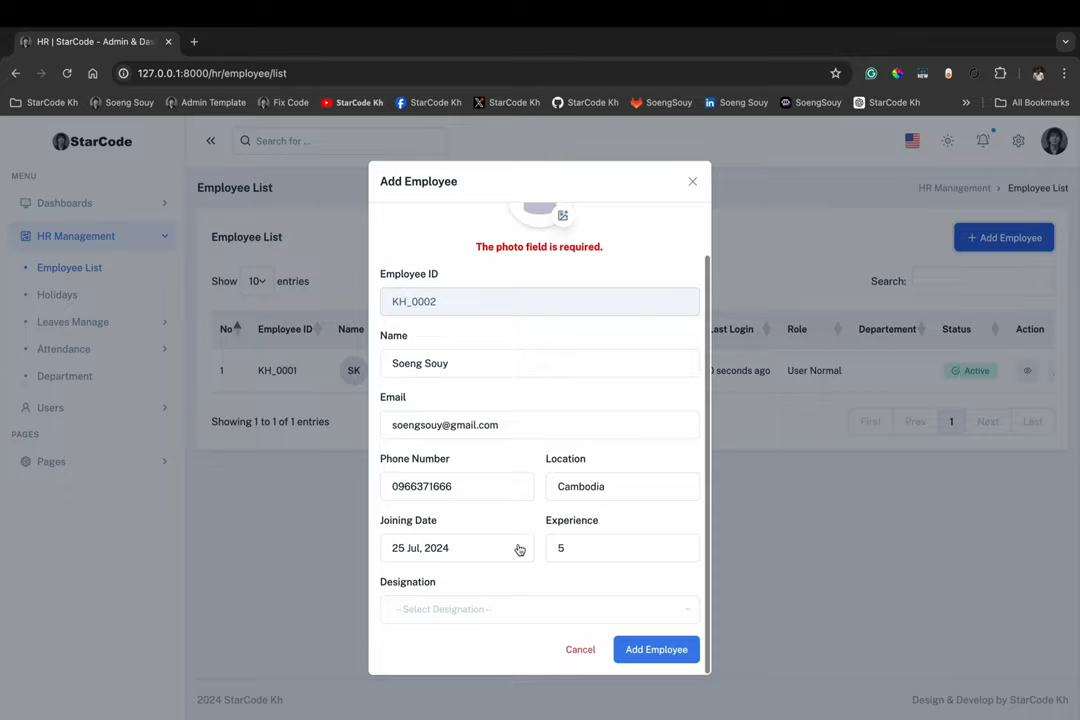 HR | StarCode - Admin & Das
127.0.0.1:8000/hr/employee/list
StarCode Kh
Soeng Souy
Admin Template
Fix Code
StarCode Kh
StarCode Kh
StarCode Kh
StarCode Kh
SoengSouy
Soeng Souy
SoengSouy
StarCode Kh
All Bookmarks
StarCode
Search for ...
MENU
Dashboards
HR Management
Employee List
Holidays
Leaves Manage
Attendance
Department
Users
PAGES
Pages
Employee List
HR Management
Employee List
Employee List
+ Add Employee
Show 10 entries
Search:
No
Employee ID
Name
Last Login
Role
Departement
Status
Action
1
KH_0001
SK
0 seconds ago
User Normal
Active
Showing 1 to 1 of 1 entries
First
Prev
1
Next
Last
Add Employee
The photo field is required.
Employee ID
KH_0002
Name
Soeng Souy
Email
soengsouy@gmail.com
Phone Number
Location
0966371666
Cambodia
Joining Date
Experience
25 Jul, 2024
5
Designation
--Select Designation--
Cancel
Add Employee
2024 StarCode Kh
Design & Develop by StarCode Kh